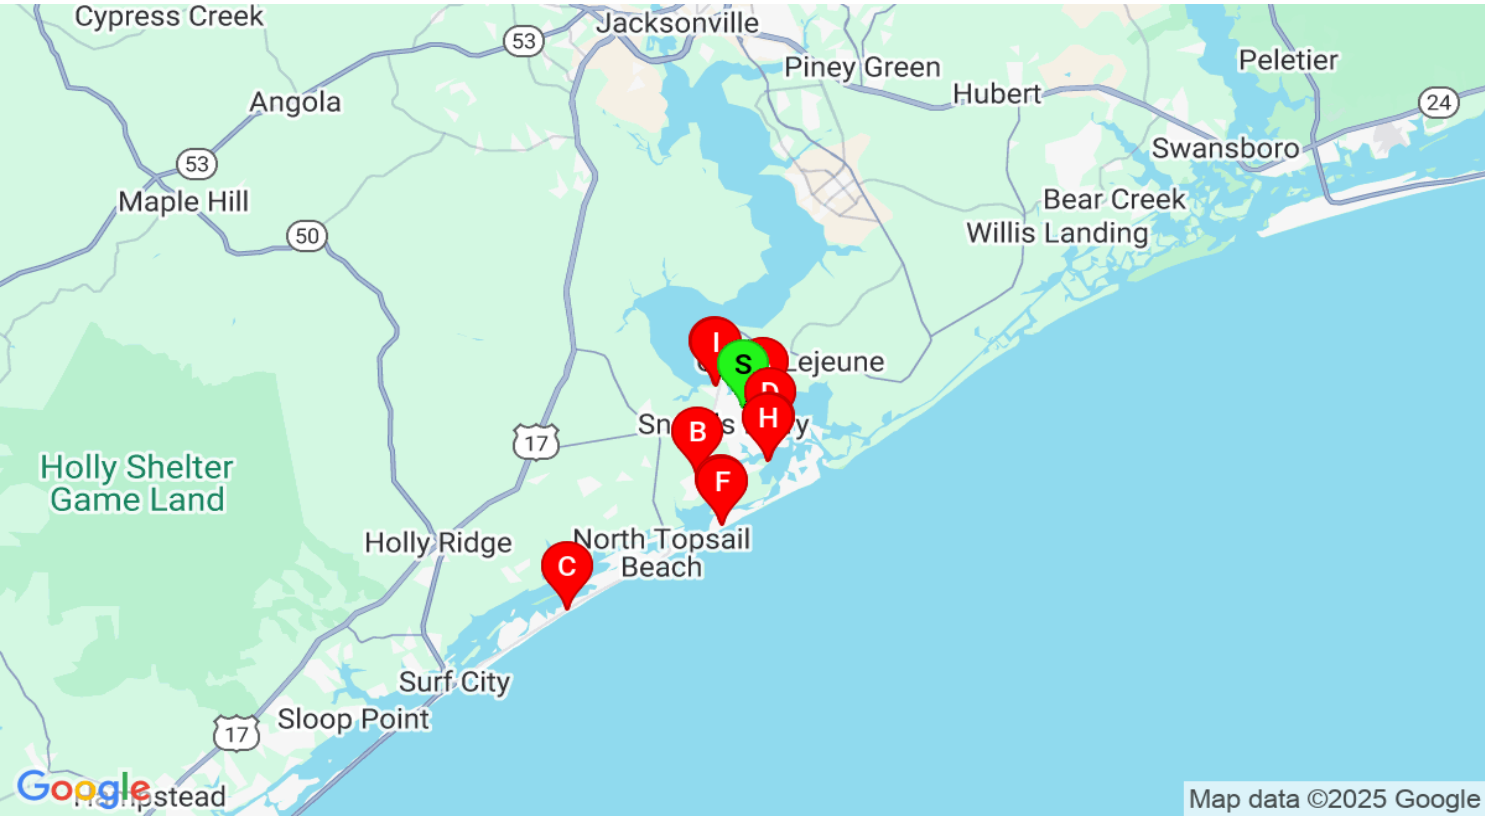 Cypress Creek
Jacksonville
53
Piney Green
Peletier
Hubert
Angola
24
Swansboro
53
Maple Hill
Bear Creek
50
Willis Landing
I
S
Lejeune
D
H
B
17
Holly Shelter
Game Land
F
Holly Ridge
North Topsail
Beach
C
Surf City
Sloop Point
17
Google
Map data ©2025 Google